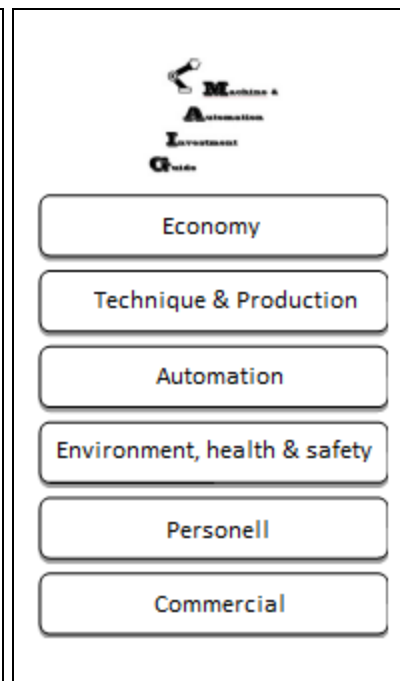 Machine &
Automation
Investment
Guide
Economy
Technique & Production
Automation
Environment, health & safety
Personell
Commercial